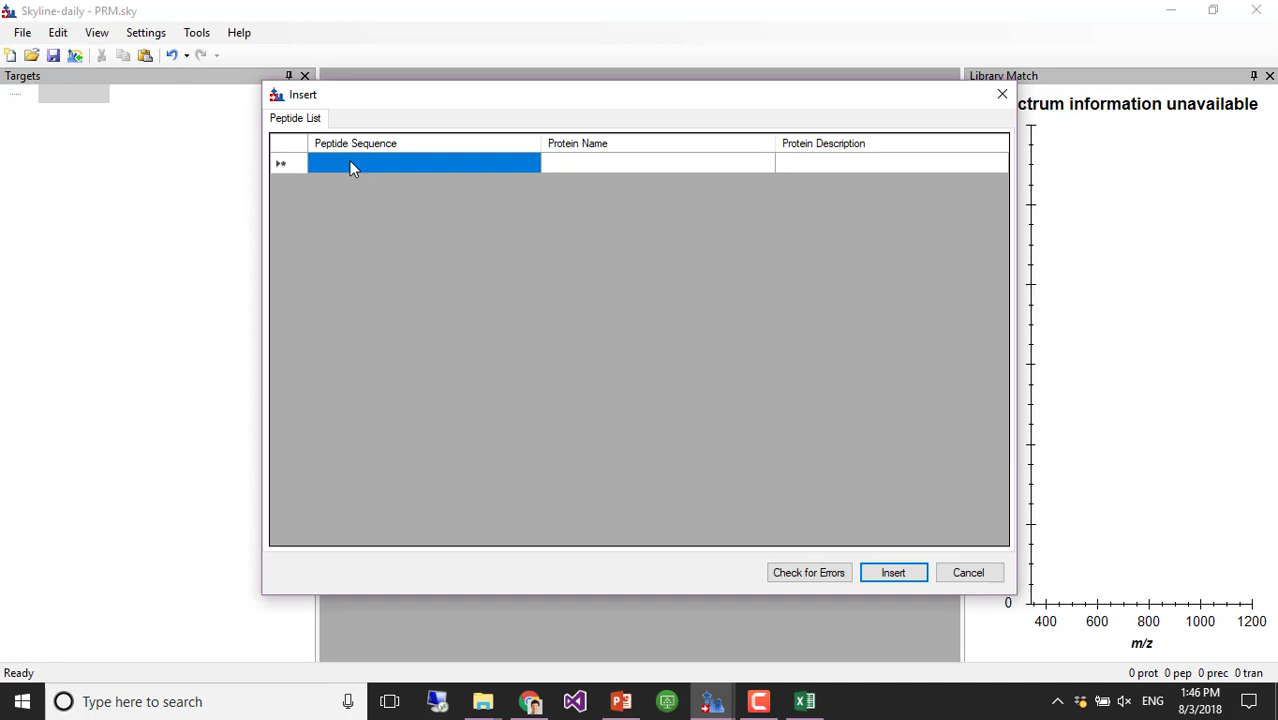 Skyline-daily - PRM.sky
File Edit View Settings Tools Help
Targets
Insert
Library Match
ctrum information unavailable
Peptide List
Peptide Sequence Protein Name Protein Description
Check for Errors Insert Cancel
0
400 600 800 1000 1200
m/z
Ready 0 prot 0 pep 0 prec 0 tran
Type here to search ENG 1:46 PM
8/3/2018